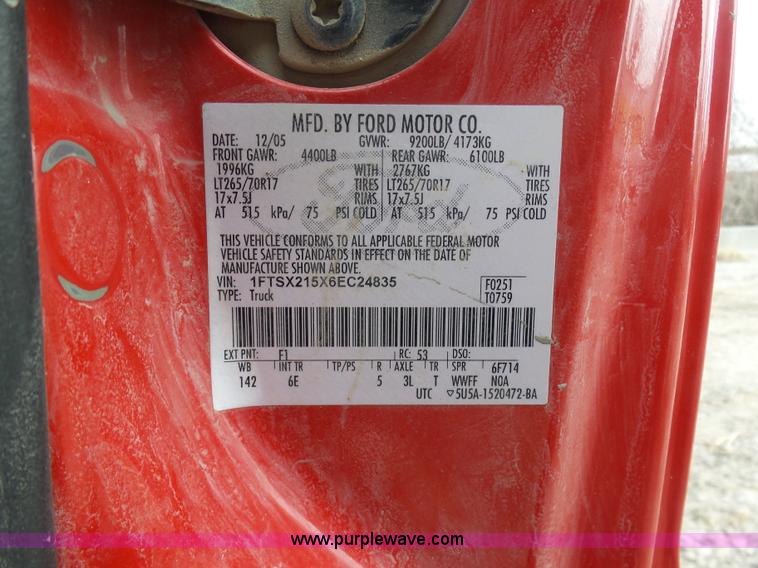 MFD. BY FORD MOTOR CO.
DATE: 12/05 GVWR: 9200LB/ 4173KG
FRONT GAWR: 4400LB REAR GAWR: 6100LB
1996KG WITH 2767KG WITH
LT265/70R17 TIRES LT265/70R17 TIRES
17x7.5J RIMS 17x7.5J RIMS
AT 515 kPa/ 75 PSI COLD AT 515 kPa/ 75 PSI COLD
THIS VEHICLE CONFORMS TO ALL APPLICABLE FEDERAL MOTOR
VEHICLE SAFETY STANDARDS IN EFFECT ON THE DATE OF
MANUFACTURE SHOWN ABOVE.
VIN: 1FTSX215X6EC24835 F0251
TYPE: Truck T0759
EXT PNT: F1 RC: 53 DSO:
WB INT TR TP/PS R AXLE TR SPR 6F714
142 6E 5 3L T WWFF NOA
UTC ▽5U5A-1520472-BA
www.purplewave.com